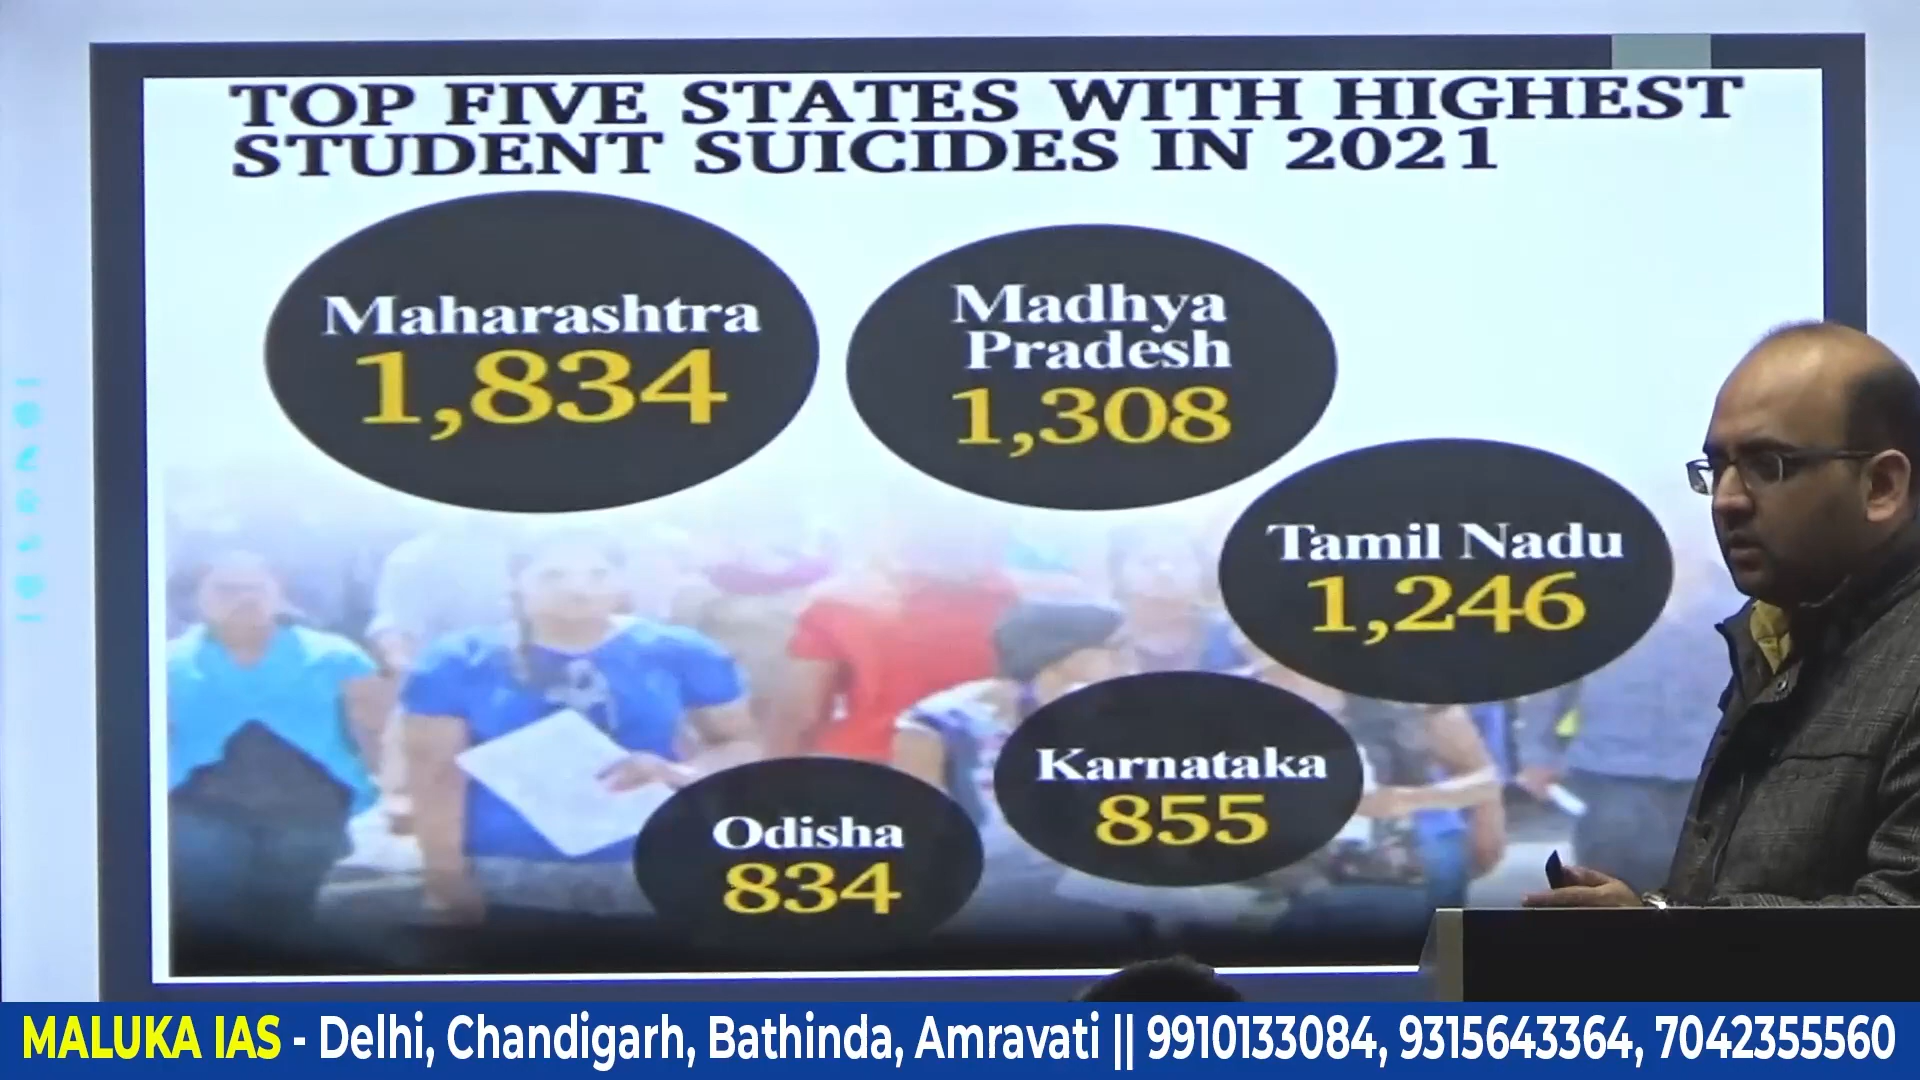 TOP FIVE STATES WITH HIGHEST
STUDENT SUICIDES IN 2021
Maharashtra
1,834
Madhya
Pradesh
1,308
Tamil Nadu
1,246
Karnataka
855
Odisha
834
MALUKA IAS - Delhi, Chandigarh, Bathinda, Amravati || 9910133084, 9315643364, 7042355560